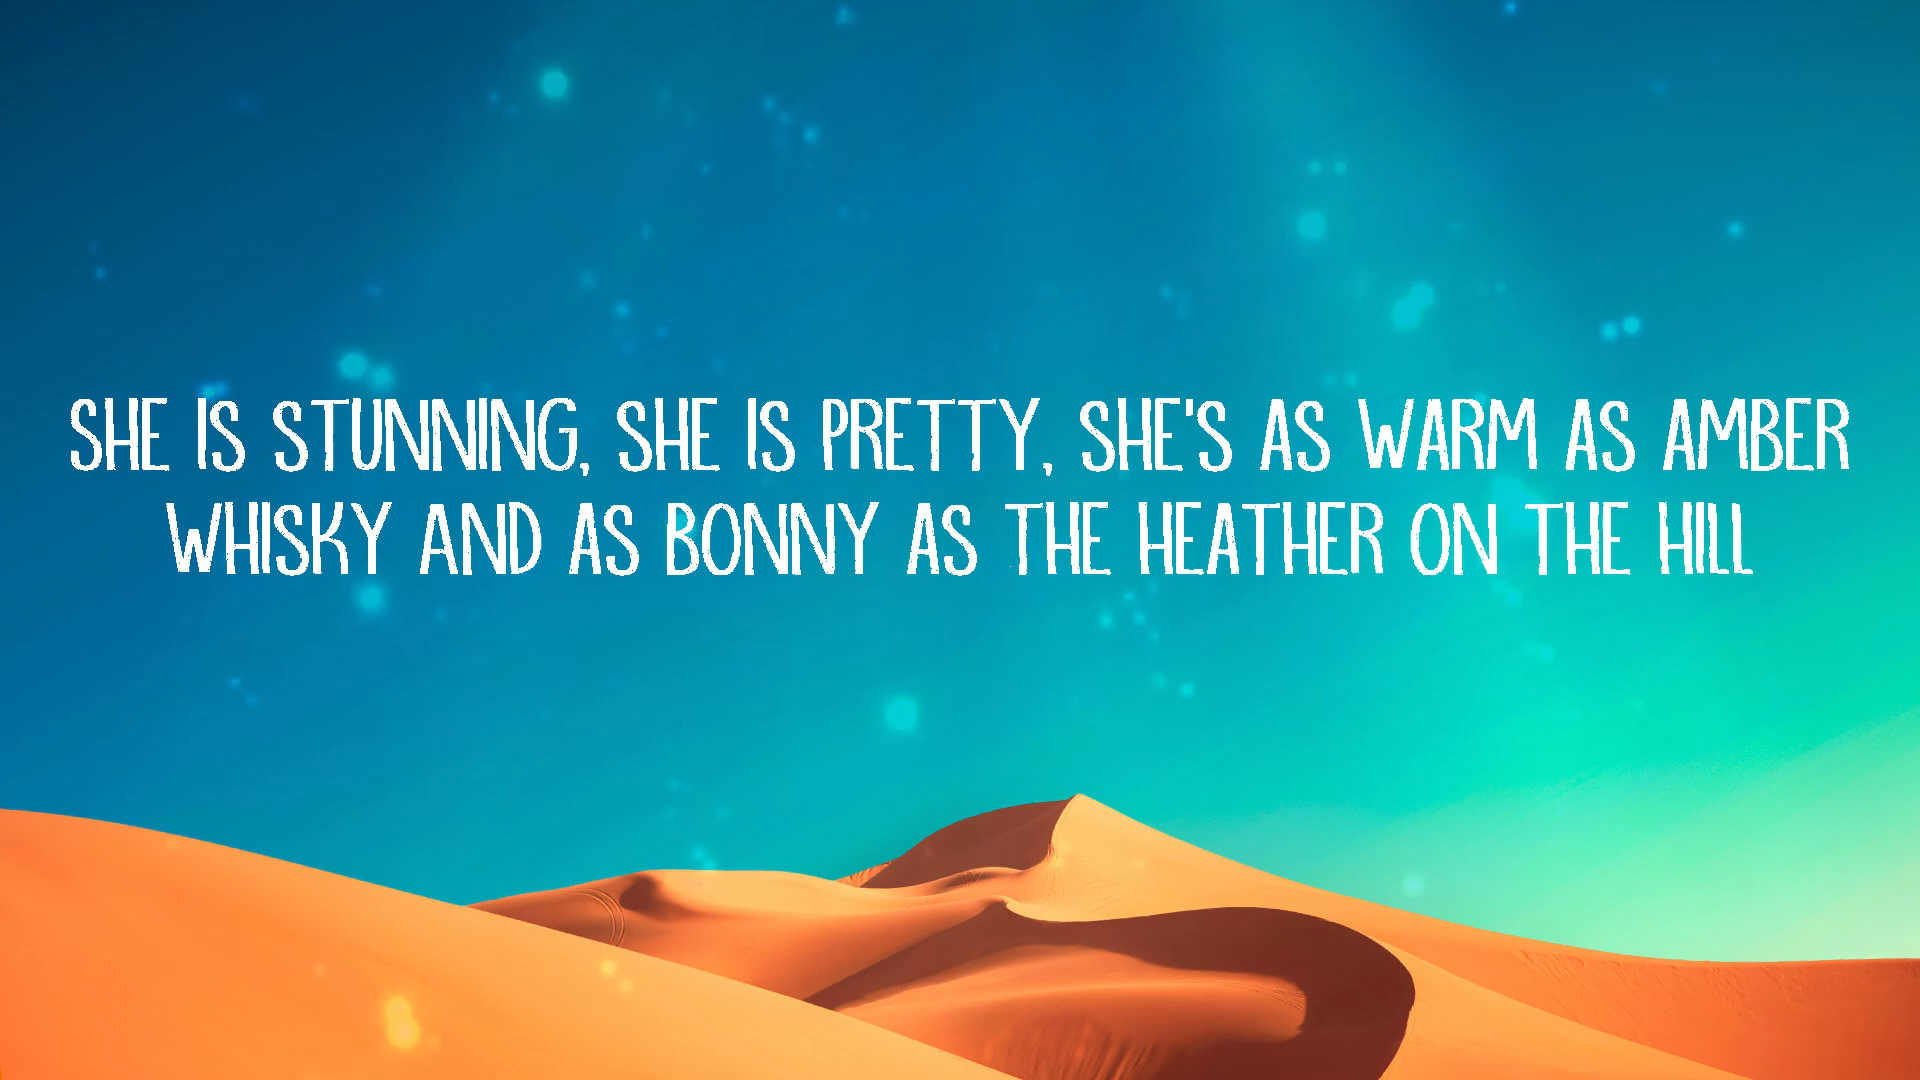 SHE IS STUNNING, SHE IS PRETTY, SHE'S AS WARM AS AMBER
WHISKY AND AS BONNY AS THE HEATHER ON THE HILL